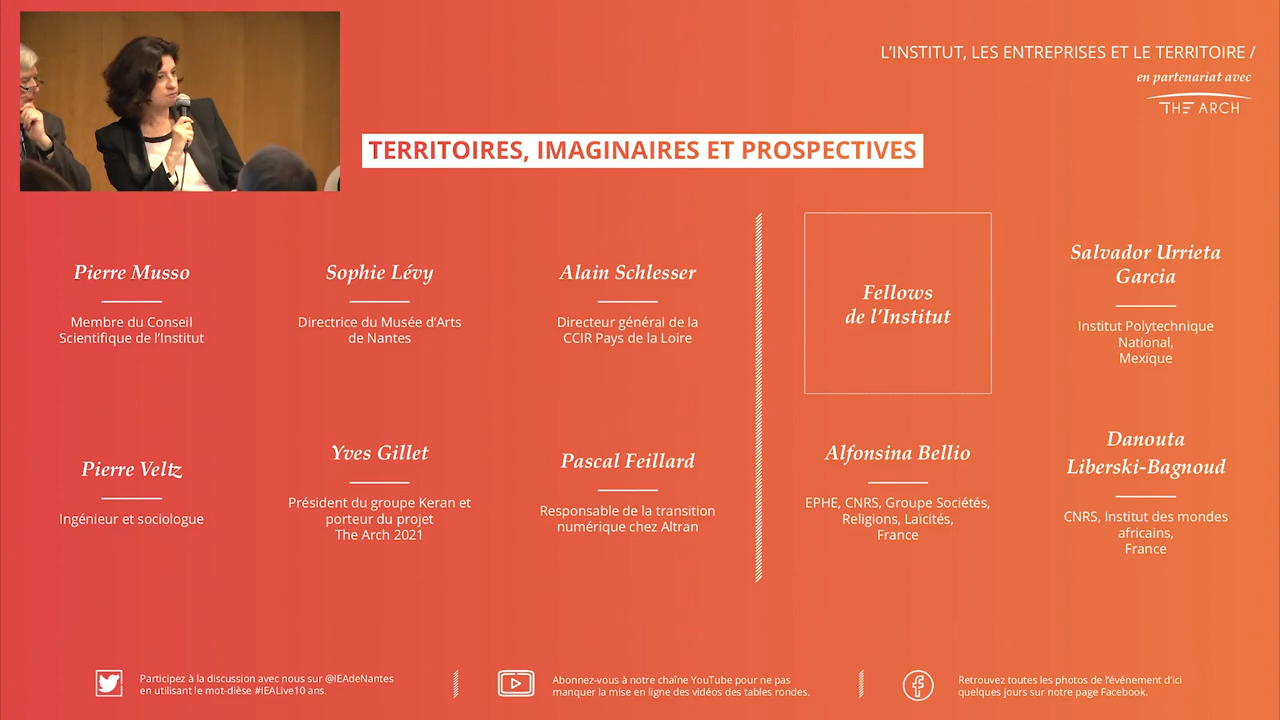 L'INSTITUT, LES ENTREPRISES ET LE TERRITOIRE /
en partenariat avec
THE ARCH
TERRITOIRES, IMAGINAIRES ET PROSPECTIVES
Pierre Musso
Membre du Conseil
Scientifique de l'Institut
Sophie Lévy
Directrice du Musée d'Arts
de Nantes
Alain Schlesser
Directeur général de la
CCIR Pays de la Loire
Fellows
de l'Institut
Salvador Urrieta
Garcia
Institut Polytechnique
National,
Mexique
Pierre Veltz
Ingénieur et sociologue
Yves Gillet
Président du groupe Keran et
porteur du projet
The Arch 2021
Pascal Feillard
Responsable de la transition
numérique chez Altran
Alfonsina Bellio
EPHE, CNRS, Groupe Sociétés,
Religions, Laïcités,
France
Danouta
Liberski-Bagnoud
CNRS, Institut des mondes
africains,
France
Participez à la discussion avec nous sur @IEAdeNantes
en utilisant le mot-dièse #IEALive10 ans.
Abonnez-vous à notre chaîne YouTube pour ne pas
manquer la mise en ligne des vidéos des tables rondes.
Retrouvez toutes les photos de l'événement d'ici
quelques jours sur notre page Facebook.